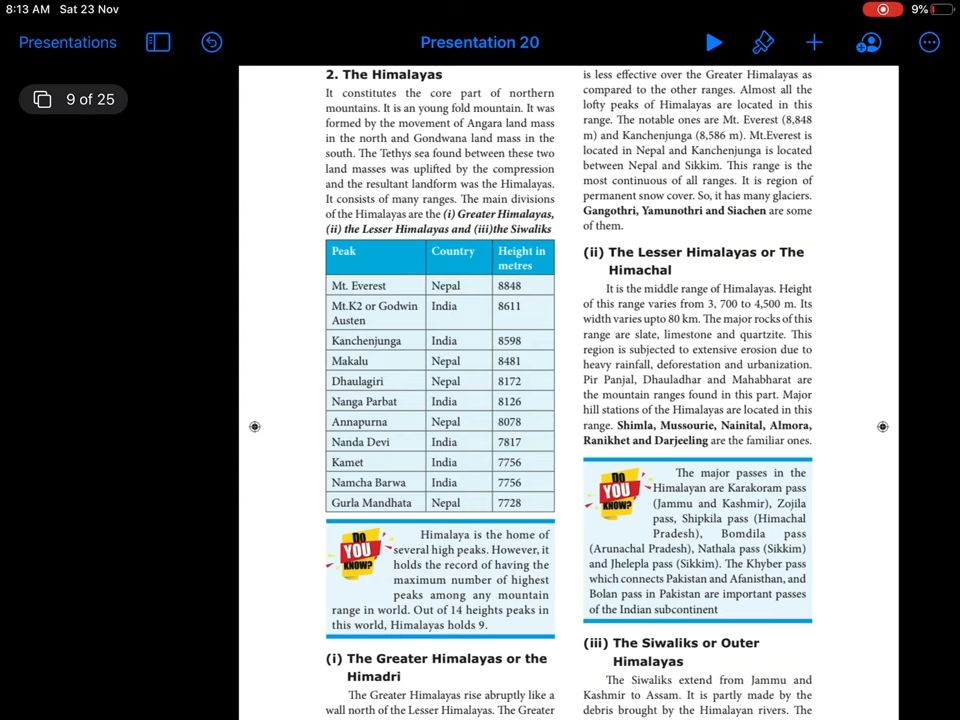 8:13 AM Sat 23 Nov
9%
Presentations
Presentation 20
9 of 25
2. The Himalayas
It constitutes the core part of northern
mountains. It is an young fold mountain. It was
formed by the movement of Angara land mass
in the north and Gondwana land mass in the
south. The Tethys sea found between these two
land masses was uplifted by the compression
and the resultant landform was the Himalayas.
It consists of many ranges. The main divisions
of the Himalayas are the (i) Greater Himalayas,
(ii) the Lesser Himalayas and (iii)the Siwaliks
Peak Country Height in
metres
Mt. Everest Nepal 8848
Mt.K2 or Godwin India 8611
Austen
Kanchenjunga India 8598
Makalu Nepal 8481
Dhaulagiri Nepal 8172
Nanga Parbat India 8126
Annapurna Nepal 8078
Nanda Devi India 7817
Kamet India 7756
Namcha Barwa India 7756
Gurla Mandhata Nepal 7728
DO
YOU
KNOW?
Himalaya is the home of
several high peaks. However, it
holds the record of having the
maximum number of highest
peaks among any mountain
range in world. Out of 14 heights peaks in
this world, Himalayas holds 9.
(i) The Greater Himalayas or the
Himadri
The Greater Himalayas rise abruptly like a
wall north of the Lesser Himalayas. The Greater
is less effective over the Greater Himalayas as
compared to the other ranges. Almost all the
lofty peaks of Himalayas are located in this
range. The notable ones are Mt. Everest (8,848
m) and Kanchenjunga (8,586 m). Mt.Everest is
located in Nepal and Kanchenjunga is located
between Nepal and Sikkim. This range is the
most continuous of all ranges. It is region of
permanent snow cover. So, it has many glaciers.
Gangothri, Yamunothri and Siachen are some
of them.
(ii) The Lesser Himalayas or The
Himachal
It is the middle range of Himalayas. Height
of this range varies from 3, 700 to 4,500 m. Its
width varies upto 80 km. The major rocks of this
range are slate, limestone and quartzite. This
region is subjected to extensive erosion due to
heavy rainfall, deforestation and urbanization.
Pir Panjal, Dhauladhar and Mahabharat are
the mountain ranges found in this part. Major
hill stations of the Himalayas are located in this
range. Shimla, Mussourie, Nainital, Almora,
Ranikhet and Darjeeling are the familiar ones.
DO
YOU
KNOW?
The major passes in the
Himalayan are Karakoram pass
(Jammu and Kashmir), Zojila
pass, Shipkila pass (Himachal
Pradesh), Bomdila pass
(Arunachal Pradesh), Nathala pass (Sikkim)
and Jhelepla pass (Sikkim). The Khyber pass
which connects Pakistan and Afanisthan, and
Bolan pass in Pakistan are important passes
of the Indian subcontinent
(iii) The Siwaliks or Outer
Himalayas
The Siwaliks extend from Jammu and
Kashmir to Assam. It is partly made by the
debris brought by the Himalayan rivers. The